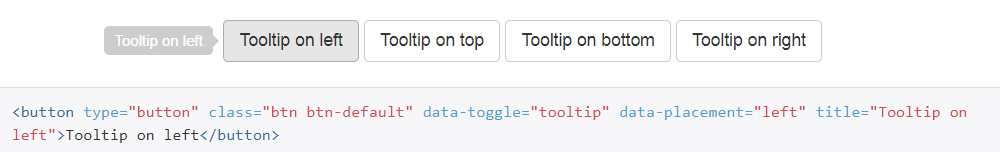 Tooltip on left Tooltip on left Tooltip on top Tooltip on bottom Tooltip on right
<button type="button" class="btn btn-default" data-toggle="tooltip" data-placement="left" title="Tooltip on
left">Tooltip on left</button>